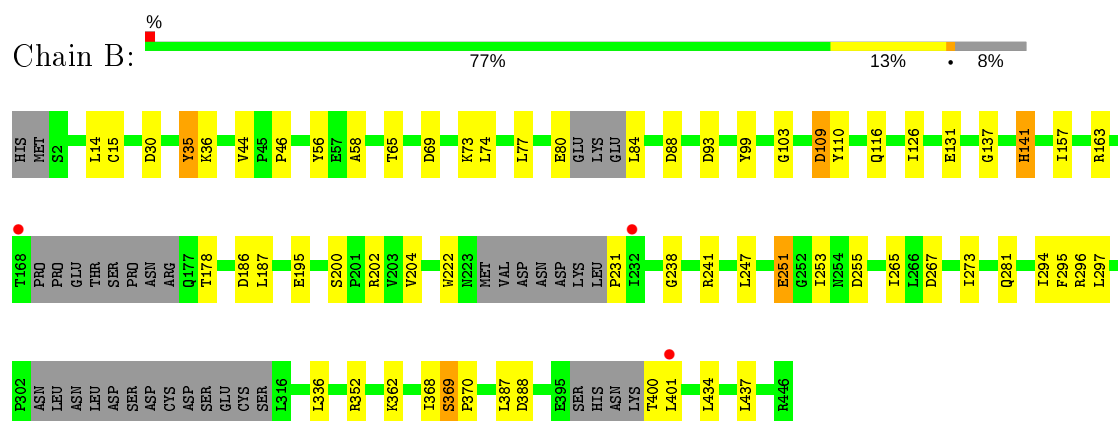 %
Chain B:
77% 13% • 8%
HIS MET S2 L14 C15 D30 Y35 K36 V44 P45 P46 Y56 E57 A58 T65 D69 K73 L74 L77 E80 GLU LYS GLU L84 D88 D93 Y99 G103 D109 Y110 Q116 I126 E131 G137 H141 I157 R163
T168 PRO PRO GLU THR SER PRO ASN ARG Q177 T178 D186 L187 E195 S200 P201 R202 V203 V204 W222 N223 MET VAL ASP ASN ASP LYS LEU P231 I232 G238 R241 L247 E251 G252 I253 N254 D255 I265 L266 D267 I273 Q281 I294 F295 R296 L297
P302 ASN LEU ASN LEU ASP SER ASP CYS ASP SER GLU CYS SER L316 L336 R352 K362 I368 S369 P370 L387 D388 E395 SER HIS ASN LYS T400 L401 L434 L437 R446